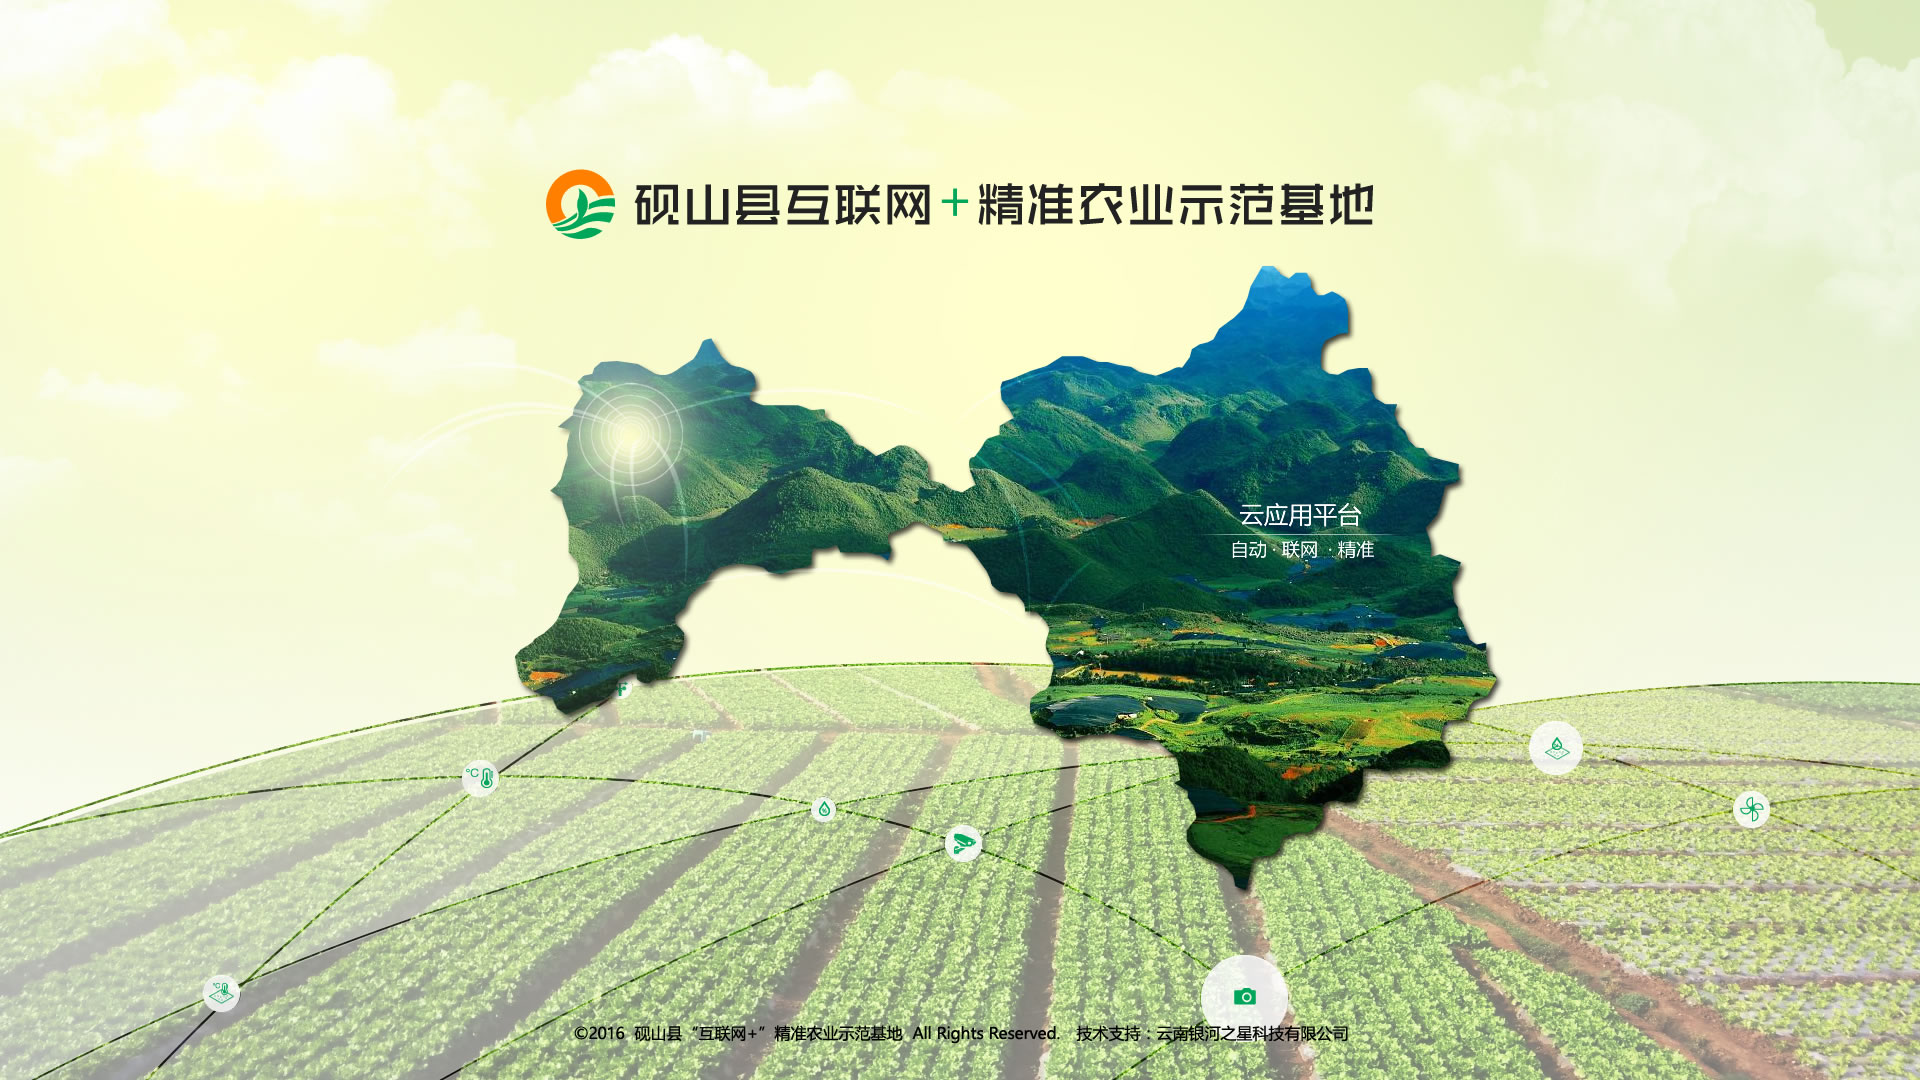 砚山县互联网+精准农业示范基地
云应用平台
自动·联网·精准
°C
°C
©2016 砚山县“互联网+”精准农业示范基地 All Rights Reserved. 技术支持：云南银河之星科技有限公司